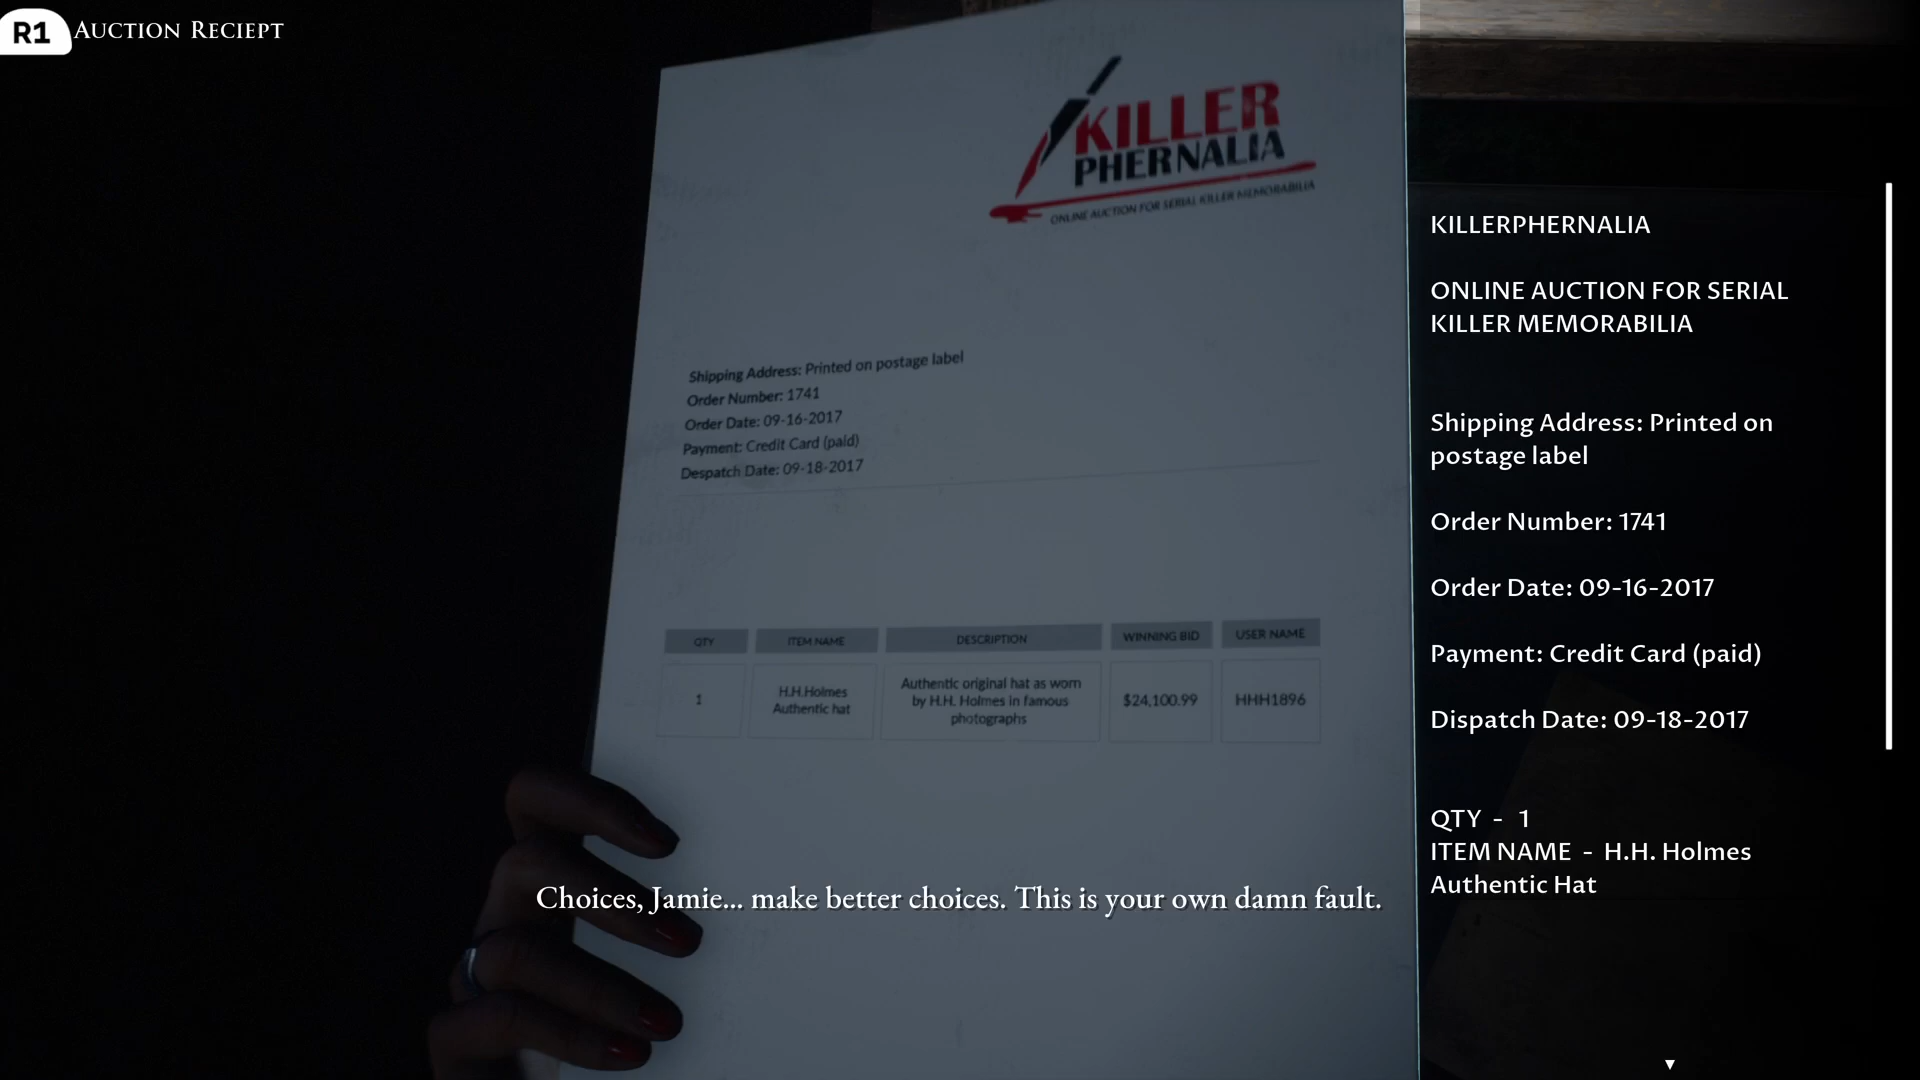 R1 AUCTION RECIEPT
KILLER
PHERNALIA
ONLINE AUCTION FOR SERIAL KILLER MEMORABILIA
Shipping Address: Printed on postage label
Order Number: 1741
Order Date: 09-16-2017
Payment: Credit Card (paid)
Despatch Date: 09-18-2017
QTY ITEM NAME DESCRIPTION WINNING BID USER NAME
1 H.H.Holmes Authentic hat Authentic original hat as worn by H.H. Holmes in famous photographs $24,100.99 HHH1896
Choices, Jamie... make better choices. This is your own damn fault.
KILLERPHERNALIA
ONLINE AUCTION FOR SERIAL
KILLER MEMORABILIA
Shipping Address: Printed on
postage label
Order Number: 1741
Order Date: 09-16-2017
Payment: Credit Card (paid)
Dispatch Date: 09-18-2017
QTY - 1
ITEM NAME - H.H. Holmes
Authentic Hat